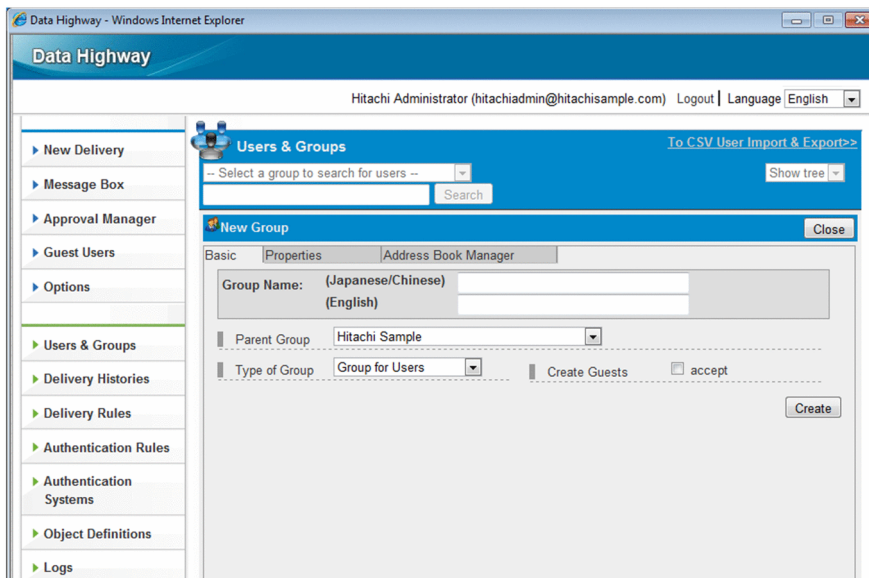 Data Highway - Windows Internet Explorer
Data Highway
Hitachi Administrator (hitachiadmin@hitachisample.com) Logout Language English
New Delivery
Message Box
Approval Manager
Guest Users
Options
Users & Groups
Delivery Histories
Delivery Rules
Authentication Rules
Authentication
Systems
Object Definitions
Logs
Users & Groups
To CSV User Import & Export>>
-- Select a group to search for users --
Show tree
Search
New Group
Close
Basic Properties Address Book Manager
Group Name: (Japanese/Chinese)
(English)
Parent Group Hitachi Sample
Type of Group Group for Users Create Guests accept
Create